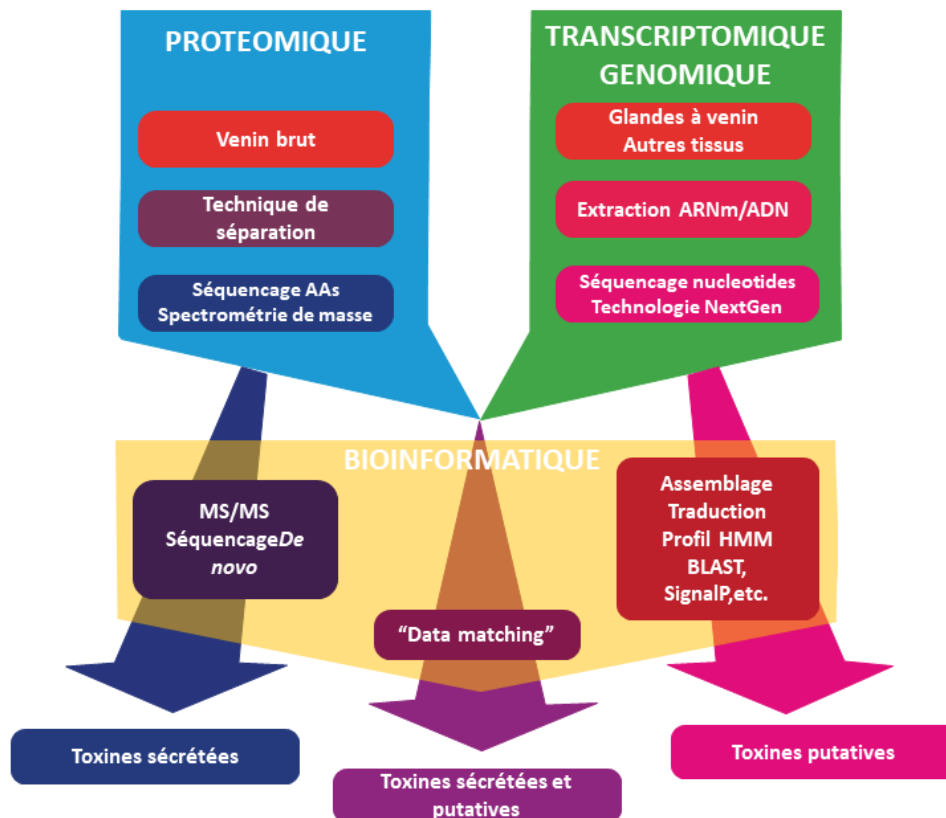 PROTEOMIQUE
Venin brut
Technique de
séparation
Séquencage AAs
Spectrométrie de masse
TRANSCRIPTOMIQUE
GENOMIQUE
Glandes à venin
Autres tissus
Extraction ARNm/ADN
Séquencage nucleotides
Technologie NextGen
BIOINFORMATIQUE
MS/MS
SéquencageDe
novo
“Data matching”
Assemblage
Traduction
Profil HMM
BLAST,
SignalP,etc.
Toxines sécrétées
Toxines sécrétées et
putatives
Toxines putatives